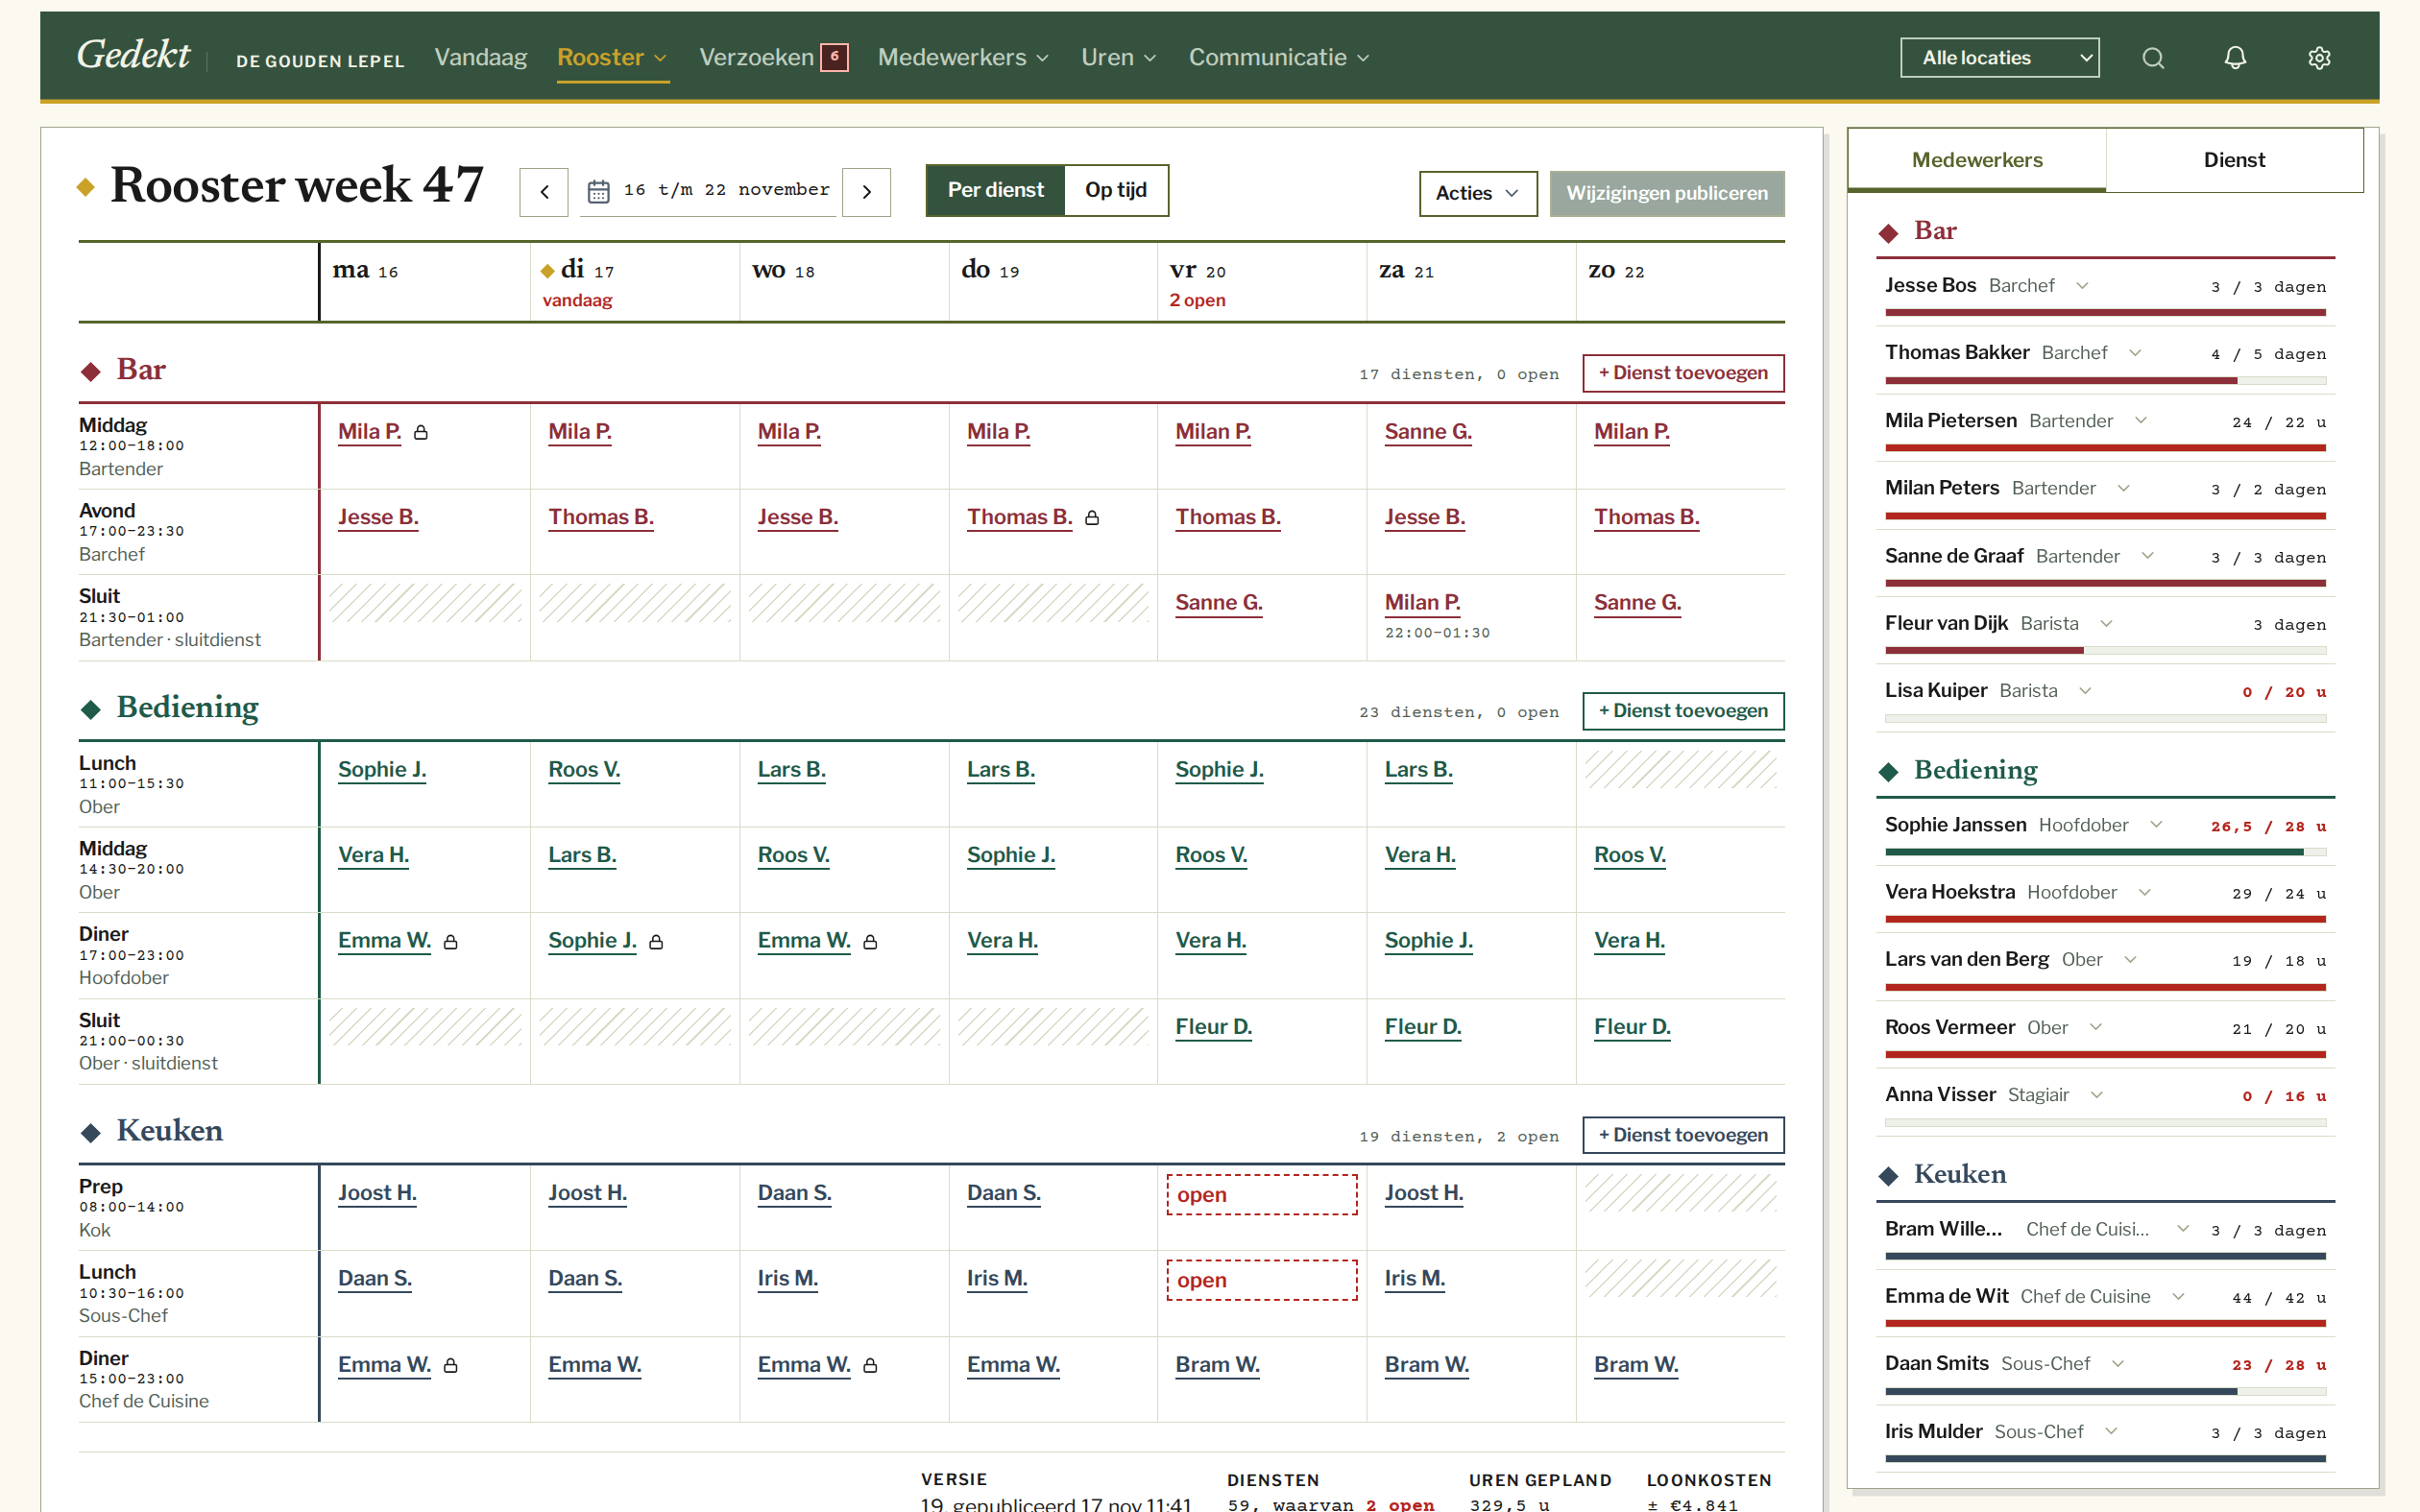 Gedekt DE GOUDEN LEPEL Vandaag Rooster Verzoeken 6 Medewerkers Uren Communicatie Alle locaties
Rooster week 47 16 t/m 22 november Per dienst Op tijd Acties Wijzigingen publiceren
ma 16 di 17 wo 18 do 19 vr 20 za 21 zo 22
vandaag 2 open
Bar 17 diensten, 0 open + Dienst toevoegen
Middag Mila P. Mila P. Mila P. Mila P. Milan P. Sanne G. Milan P.
12:00–18:00
Bartender
Avond Jesse B. Thomas B. Jesse B. Thomas B. Thomas B. Jesse B. Thomas B.
17:00–23:30
Barchef
Sluit Sanne G. Milan P. Sanne G.
21:30–01:00 22:00–01:30
Bartender · sluitdienst
Bediening 23 diensten, 0 open + Dienst toevoegen
Lunch Sophie J. Roos V. Lars B. Lars B. Sophie J. Lars B.
11:00–15:30
Ober
Middag Vera H. Lars B. Roos V. Sophie J. Roos V. Vera H. Roos V.
14:30–20:00
Ober
Diner Emma W. Sophie J. Emma W. Vera H. Vera H. Sophie J. Vera H.
17:00–23:00
Hoofdober
Sluit Fleur D. Fleur D. Fleur D.
21:00–00:30
Ober · sluitdienst
Keuken 19 diensten, 2 open + Dienst toevoegen
Prep Joost H. Joost H. Daan S. Daan S. open Joost H.
08:00–14:00
Kok
Lunch Daan S. Daan S. Iris M. Iris M. open Iris M.
10:30–16:00
Sous-Chef
Diner Emma W. Emma W. Emma W. Emma W. Bram W. Bram W. Bram W.
15:00–23:00
Chef de Cuisine
VERSIE DIENSTEN UREN GEPLAND LOONKOSTEN
19, gepubliceerd 17 nov 11:41 59, waarvan 2 open 329,5 u ± €4.841
Medewerkers Dienst
Bar
Jesse Bos Barchef 3 / 3 dagen
Thomas Bakker Barchef 4 / 5 dagen
Mila Pietersen Bartender 24 / 22 u
Milan Peters Bartender 3 / 2 dagen
Sanne de Graaf Bartender 3 / 3 dagen
Fleur van Dijk Barista 3 dagen
Lisa Kuiper Barista 0 / 20 u
Bediening
Sophie Janssen Hoofdober 26,5 / 28 u
Vera Hoekstra Hoofdober 29 / 24 u
Lars van den Berg Ober 19 / 18 u
Roos Vermeer Ober 21 / 20 u
Anna Visser Stagiair 0 / 16 u
Keuken
Bram Wille... Chef de Cuisi... 3 / 3 dagen
Emma de Wit Chef de Cuisine 44 / 42 u
Daan Smits Sous-Chef 23 / 28 u
Iris Mulder Sous-Chef 3 / 3 dagen